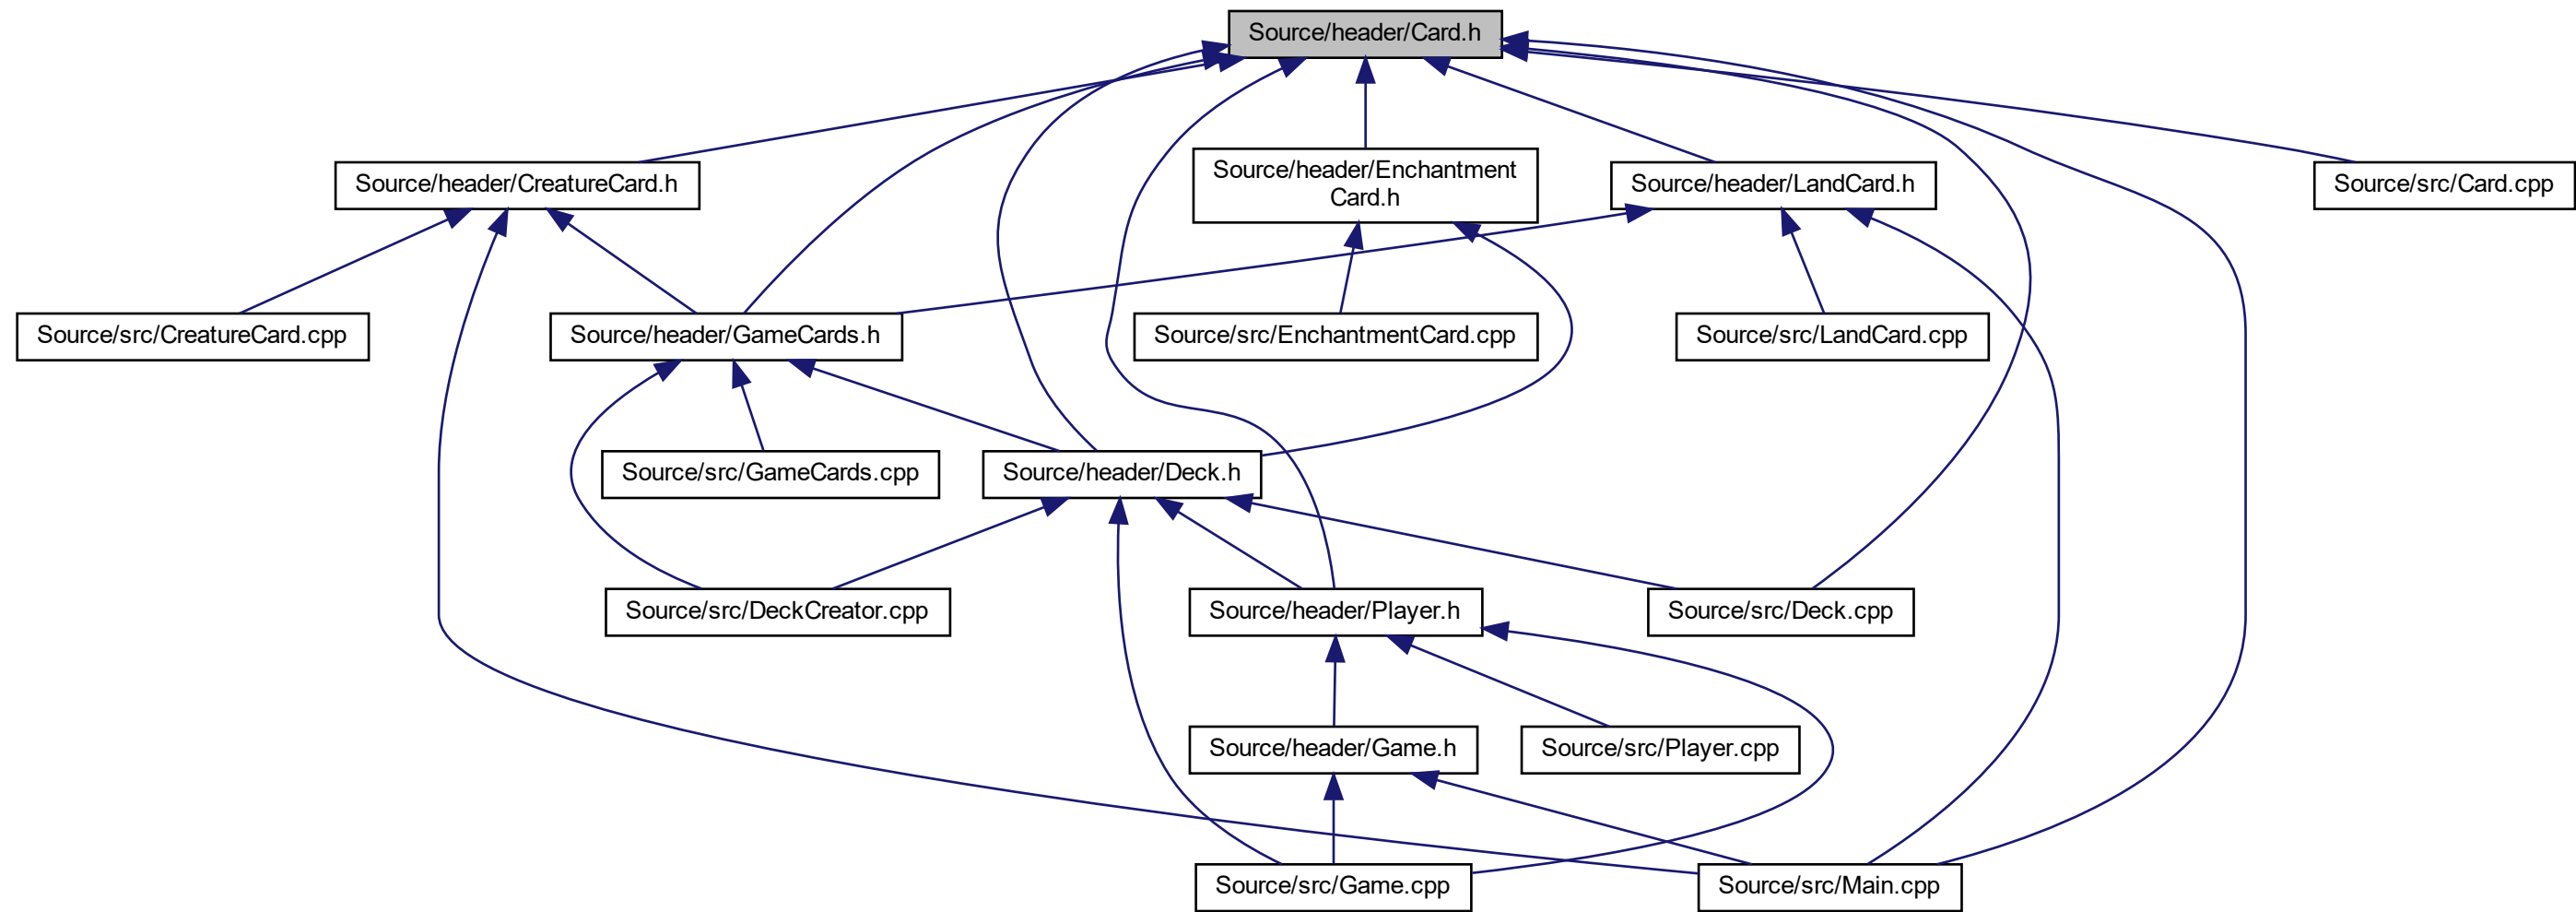 Source/header/Card.h
Source/header/CreatureCard.h
Source/header/Enchantment
Card.h
Source/header/LandCard.h
Source/src/Card.cpp
Source/src/CreatureCard.cpp
Source/header/GameCards.h
Source/src/EnchantmentCard.cpp
Source/src/LandCard.cpp
Source/src/GameCards.cpp
Source/header/Deck.h
Source/src/DeckCreator.cpp
Source/header/Player.h
Source/src/Deck.cpp
Source/header/Game.h
Source/src/Player.cpp
Source/src/Game.cpp
Source/src/Main.cpp